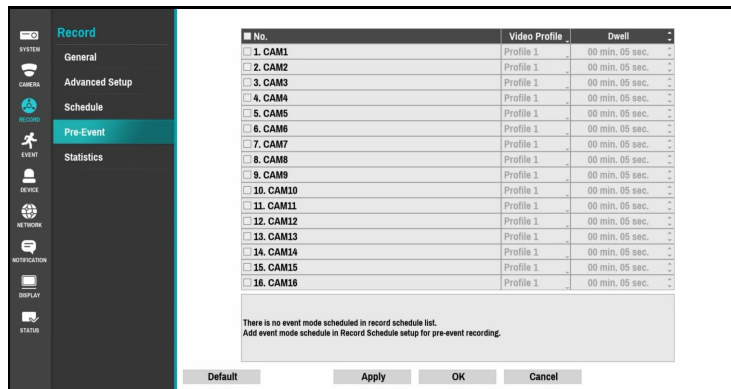 SYSTEM
CAMERA
RECORD
EVENT
DEVICE
NETWORK
NOTIFICATION
DISPLAY
STATUS
Record
General
Advanced Setup
Schedule
Pre-Event
Statistics
No. Video Profile Dwell
1. CAM1 Profile 1 00 min. 05 sec.
2. CAM2 Profile 1 00 min. 05 sec.
3. CAM3 Profile 1 00 min. 05 sec.
4. CAM4 Profile 1 00 min. 05 sec.
5. CAM5 Profile 1 00 min. 05 sec.
6. CAM6 Profile 1 00 min. 05 sec.
7. CAM7 Profile 1 00 min. 05 sec.
8. CAM8 Profile 1 00 min. 05 sec.
9. CAM9 Profile 1 00 min. 05 sec.
10. CAM10 Profile 1 00 min. 05 sec.
11. CAM11 Profile 1 00 min. 05 sec.
12. CAM12 Profile 1 00 min. 05 sec.
13. CAM13 Profile 1 00 min. 05 sec.
14. CAM14 Profile 1 00 min. 05 sec.
15. CAM15 Profile 1 00 min. 05 sec.
16. CAM16 Profile 1 00 min. 05 sec.
There is no event mode scheduled in record schedule list.
Add event mode schedule in Record Schedule setup for pre-event recording.
Default Apply OK Cancel